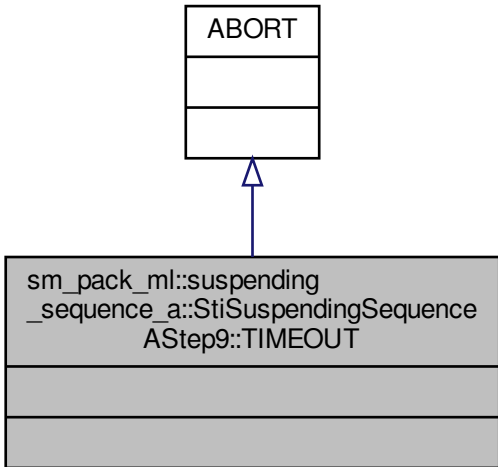 ABORT
sm_pack_ml::suspending
_sequence_a::StiSuspendingSequence
AStep9::TIMEOUT